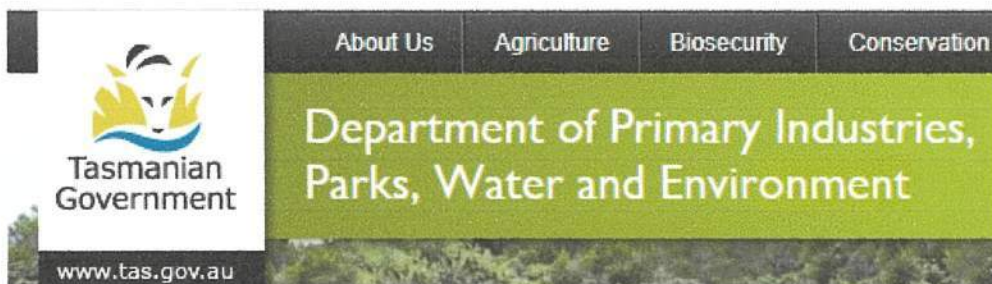 About Us Agriculture Biosecurity Conservation
Department of Primary Industries,
Parks, Water and Environment
Tasmanian
Government
www.tas.gov.au